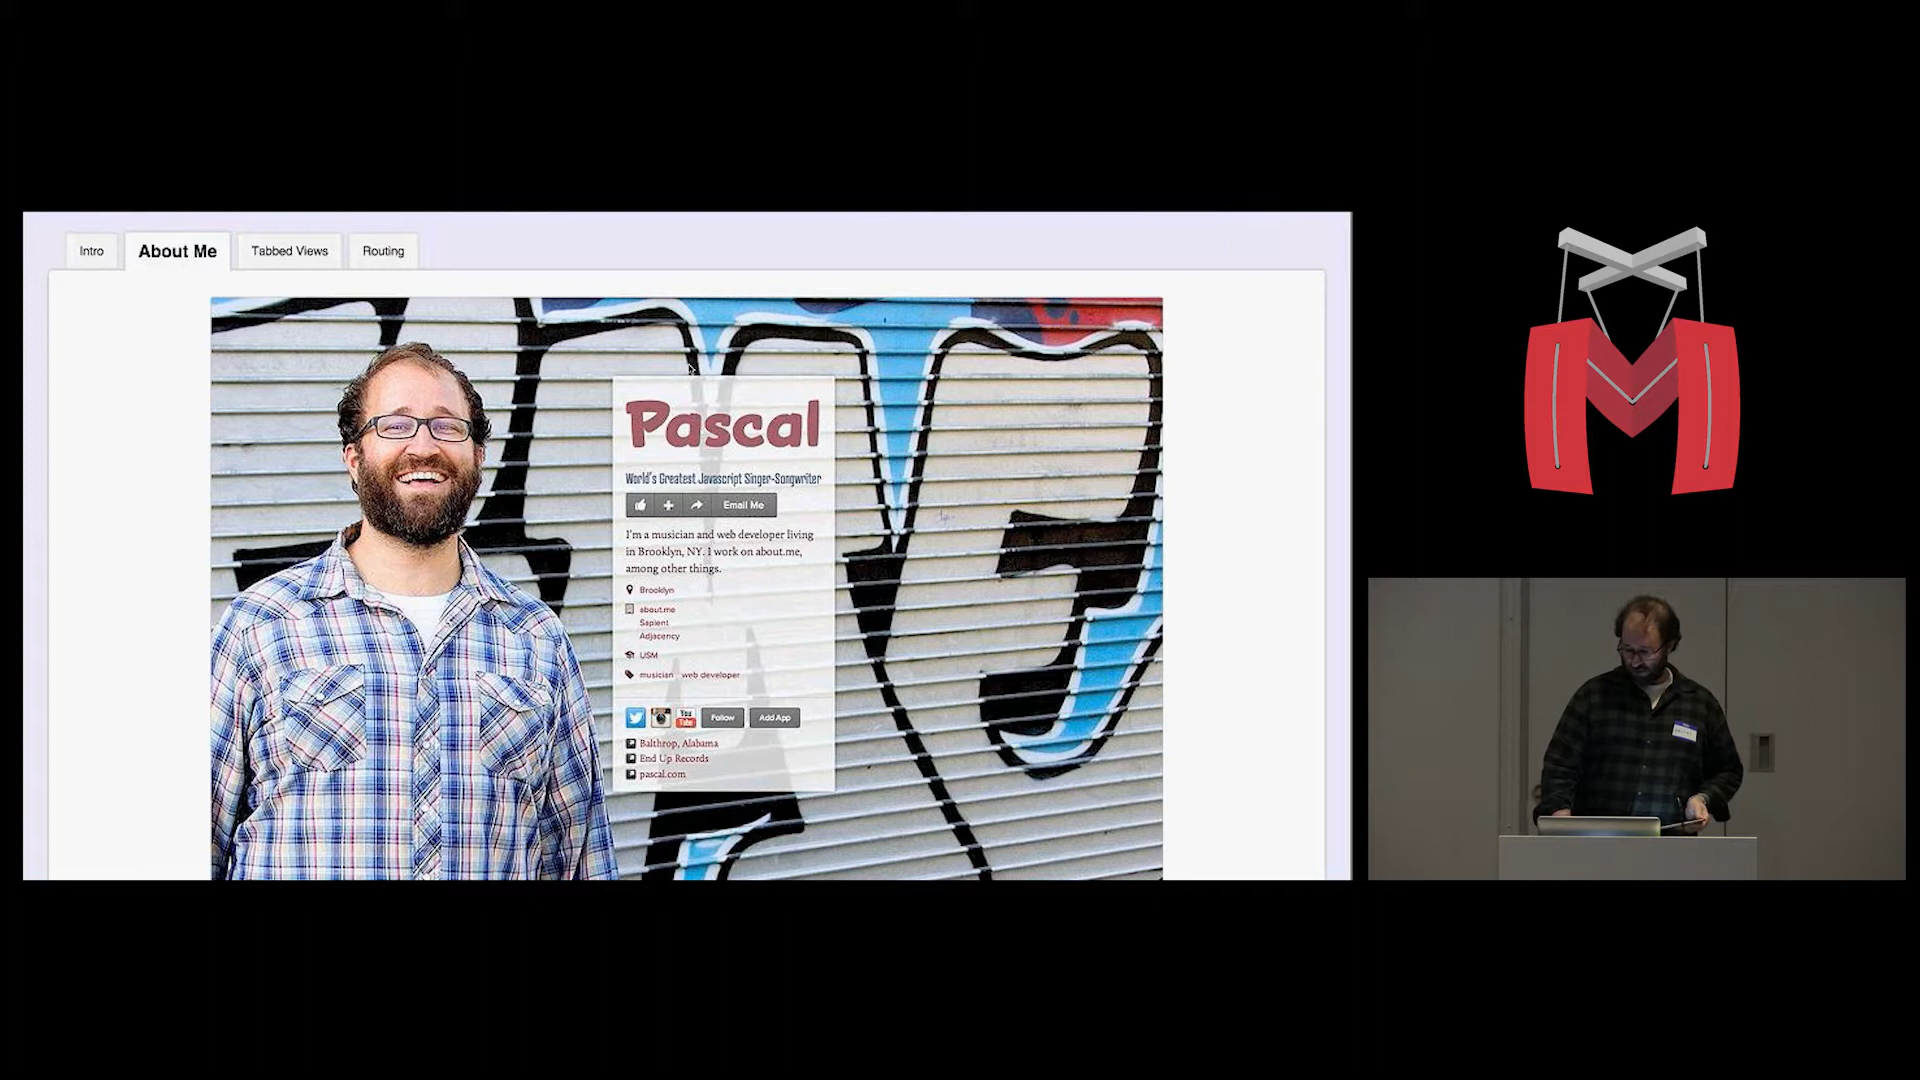 Intro
About Me
Tabbed Views
Routing
Pascal
World's Greatest Javascript Singer-Songwriter
Email Me
I'm a musician and web developer living
in Brooklyn, NY. I work on about.me,
among other things.
Brooklyn
about.me
Sapient
Adjacency
USM
musician web developer
You
Tube
Follow
Add App
Balthrop, Alabama
End Up Records
pascal.com